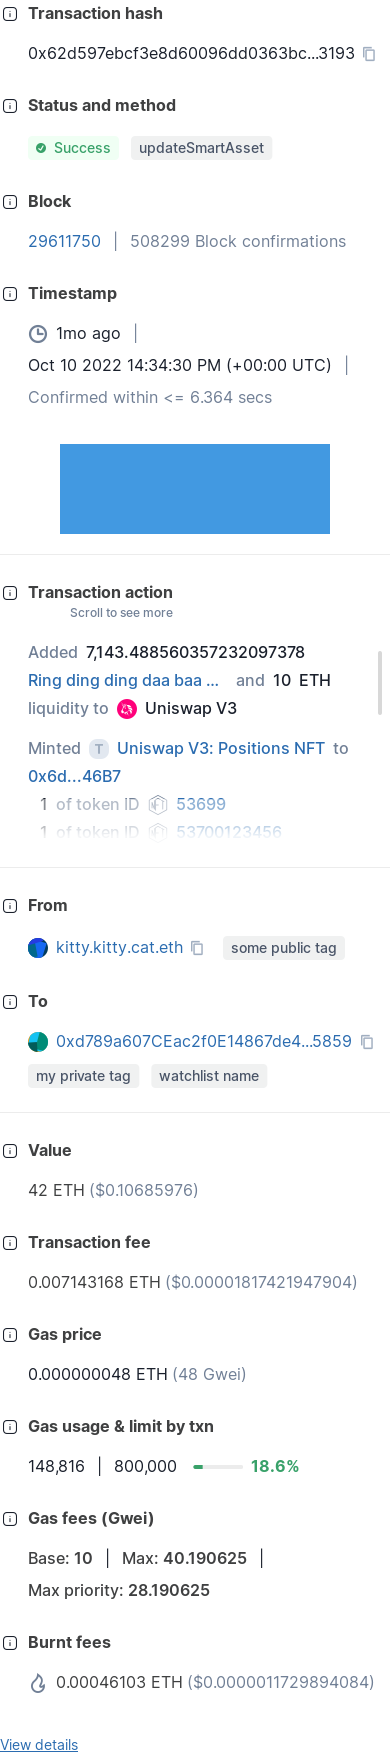 Transaction hash
0x62d597ebcf3e8d60096dd0363bc...3193
Status and method
Success updateSmartAsset
Block
29611750 | 508299 Block confirmations
Timestamp
1mo ago |
Oct 10 2022 14:34:30 PM (+00:00 UTC) |
Confirmed within <= 6.364 secs
Transaction action
Scroll to see more
Added 7,143.488560357232097378
Ring ding ding daa baa ... and 10 ETH
liquidity to Uniswap V3
Minted T Uniswap V3: Positions NFT to
0x6d...46B7
1 of token ID 53699
1 of token ID 53700123456
From
kitty.kitty.cat.eth some public tag
To
0xd789a607CEac2f0E14867de4...5859
my private tag watchlist name
Value
42 ETH ($0.10685976)
Transaction fee
0.007143168 ETH ($0.00001817421947904)
Gas price
0.000000048 ETH (48 Gwei)
Gas usage & limit by txn
148,816 | 800,000 18.6%
Gas fees (Gwei)
Base: 10 | Max: 40.190625 |
Max priority: 28.190625
Burnt fees
0.00046103 ETH ($0.0000011729894084)
View details